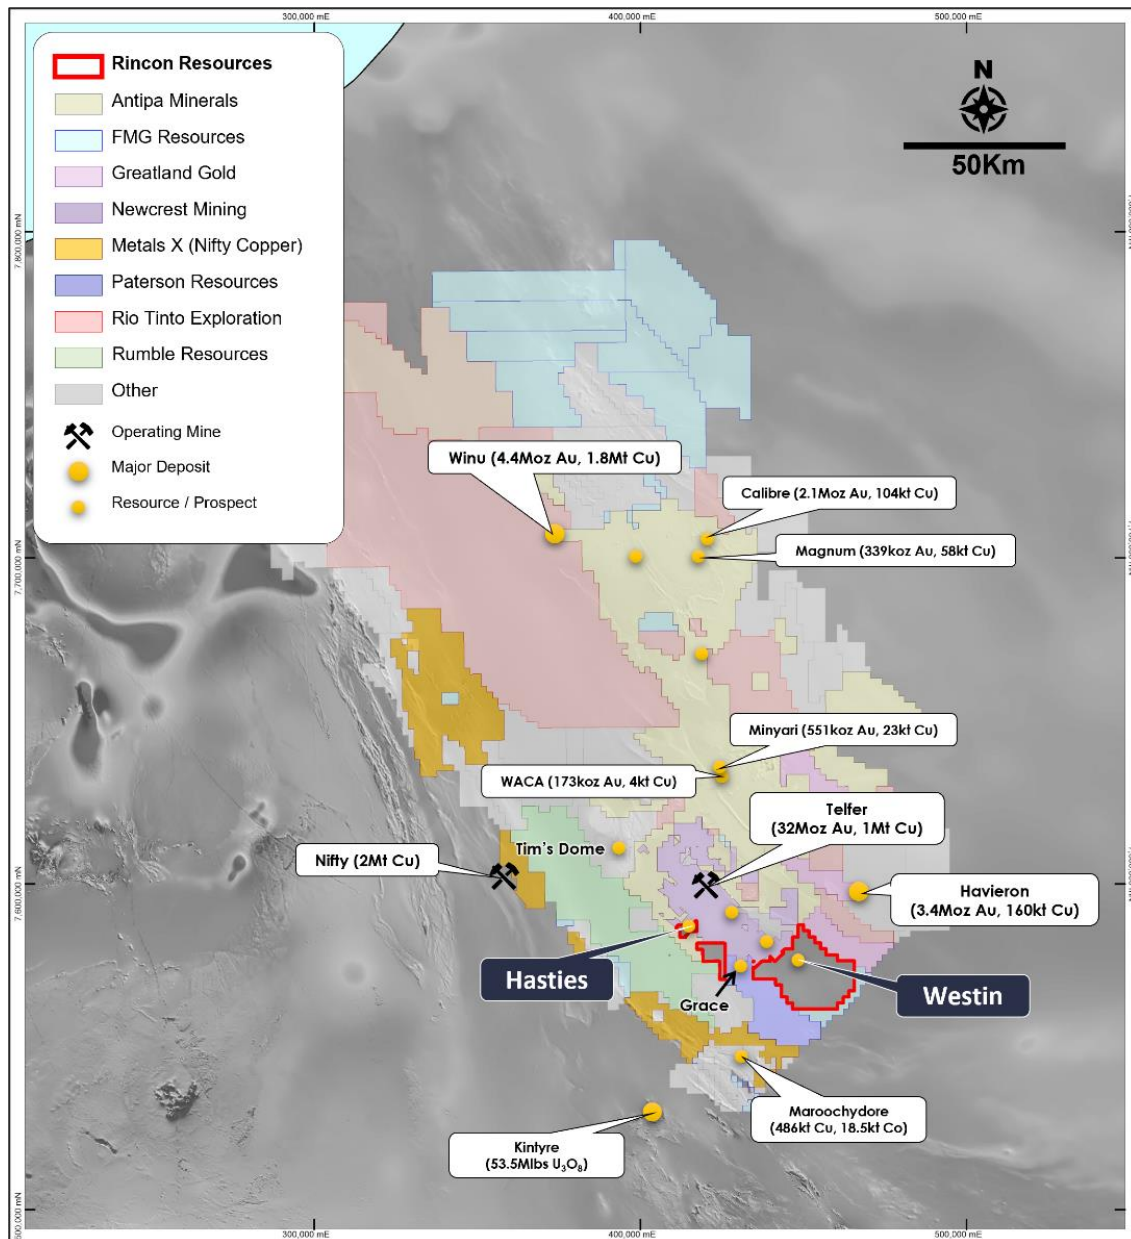 300,000 mE
400,000 mE
500,000 mE
Rincon Resources
Antipa Minerals
FMG Resources
Greatland Gold
Newcrest Mining
Metals X (Nifty Copper)
Paterson Resources
Rio Tinto Exploration
Rumble Resources
Other
Operating Mine
Major Deposit
Resource / Prospect
N
50Km
7,800,000 mN
Winu (4.4Moz Au, 1.8Mt Cu)
Calibre (2.1Moz Au, 104kt Cu)
Magnum (339koz Au, 58kt Cu)
7,700,000 mN
Minyari (551koz Au, 23kt Cu)
WACA (173koz Au, 4kt Cu)
Telfer
(32Moz Au, 1Mt Cu)
Tim's Dome
Nifty (2Mt Cu)
7,600,000 mN
Havieron
(3.4Moz Au, 160kt Cu)
Hasties
Grace
Westin
Maroochydore
(486kt Cu, 18.5kt Co)
Kintyre
(53.5Mlbs U₃O₈)
300,000 mE
400,000 mE
500,000 mE